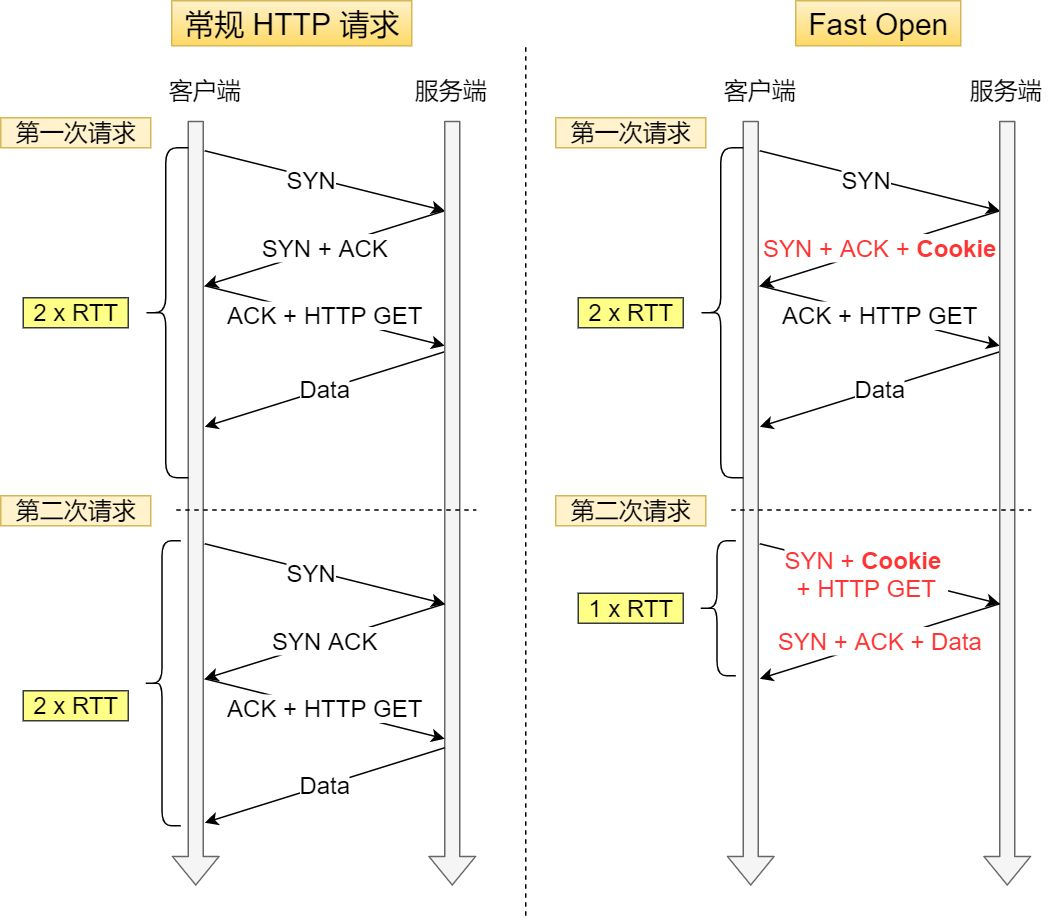 常规 HTTP 请求
客户端
服务端
第一次请求
SYN
SYN + ACK
2 x RTT
ACK + HTTP GET
Data
第二次请求
SYN
SYN ACK
2 x RTT
ACK + HTTP GET
Data
Fast Open
客户端
服务端
第一次请求
SYN
SYN + ACK + Cookie
2 x RTT
ACK + HTTP GET
Data
第二次请求
SYN + Cookie
+ HTTP GET
1 x RTT
SYN + ACK + Data